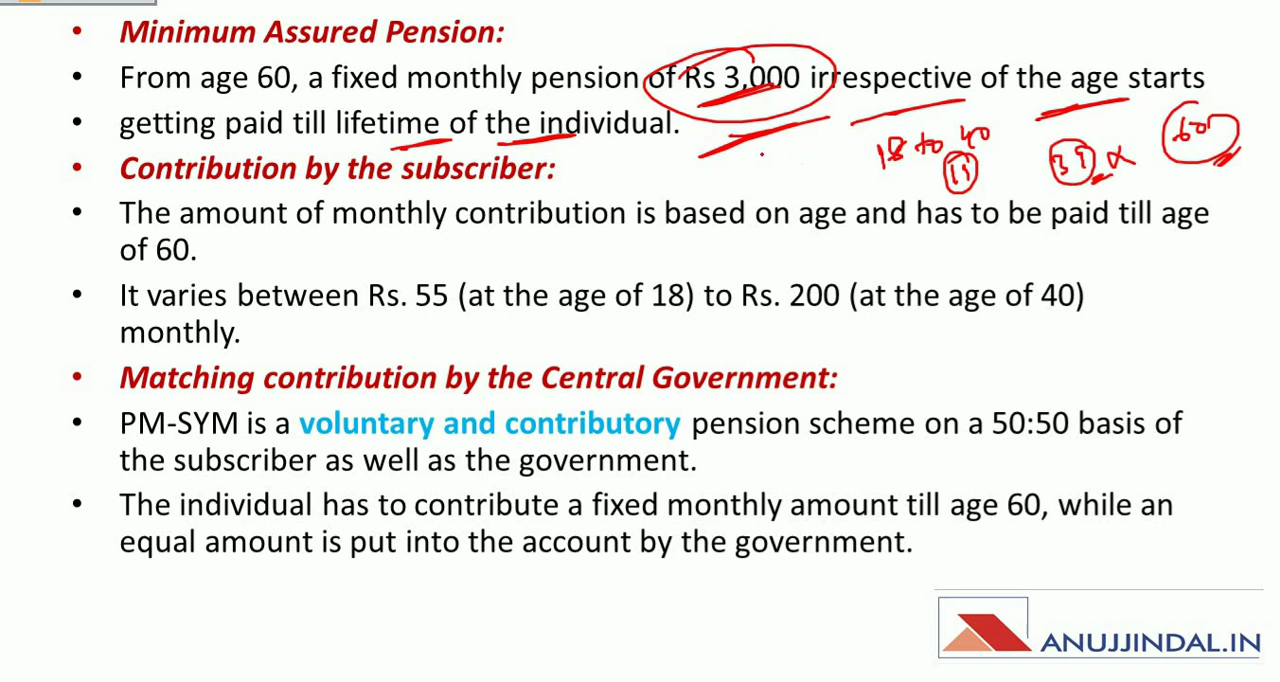 • Minimum Assured Pension:
• From age 60, a fixed monthly pension of Rs 3,000 irrespective of the age starts
• getting paid till lifetime of the individual.
18 to 40
39
60
• Contribution by the subscriber:
• The amount of monthly contribution is based on age and has to be paid till age
of 60.
• It varies between Rs. 55 (at the age of 18) to Rs. 200 (at the age of 40)
monthly.
• Matching contribution by the Central Government:
• PM-SYM is a voluntary and contributory pension scheme on a 50:50 basis of
the subscriber as well as the government.
• The individual has to contribute a fixed monthly amount till age 60, while an
equal amount is put into the account by the government.
ANUJJINDAL.IN